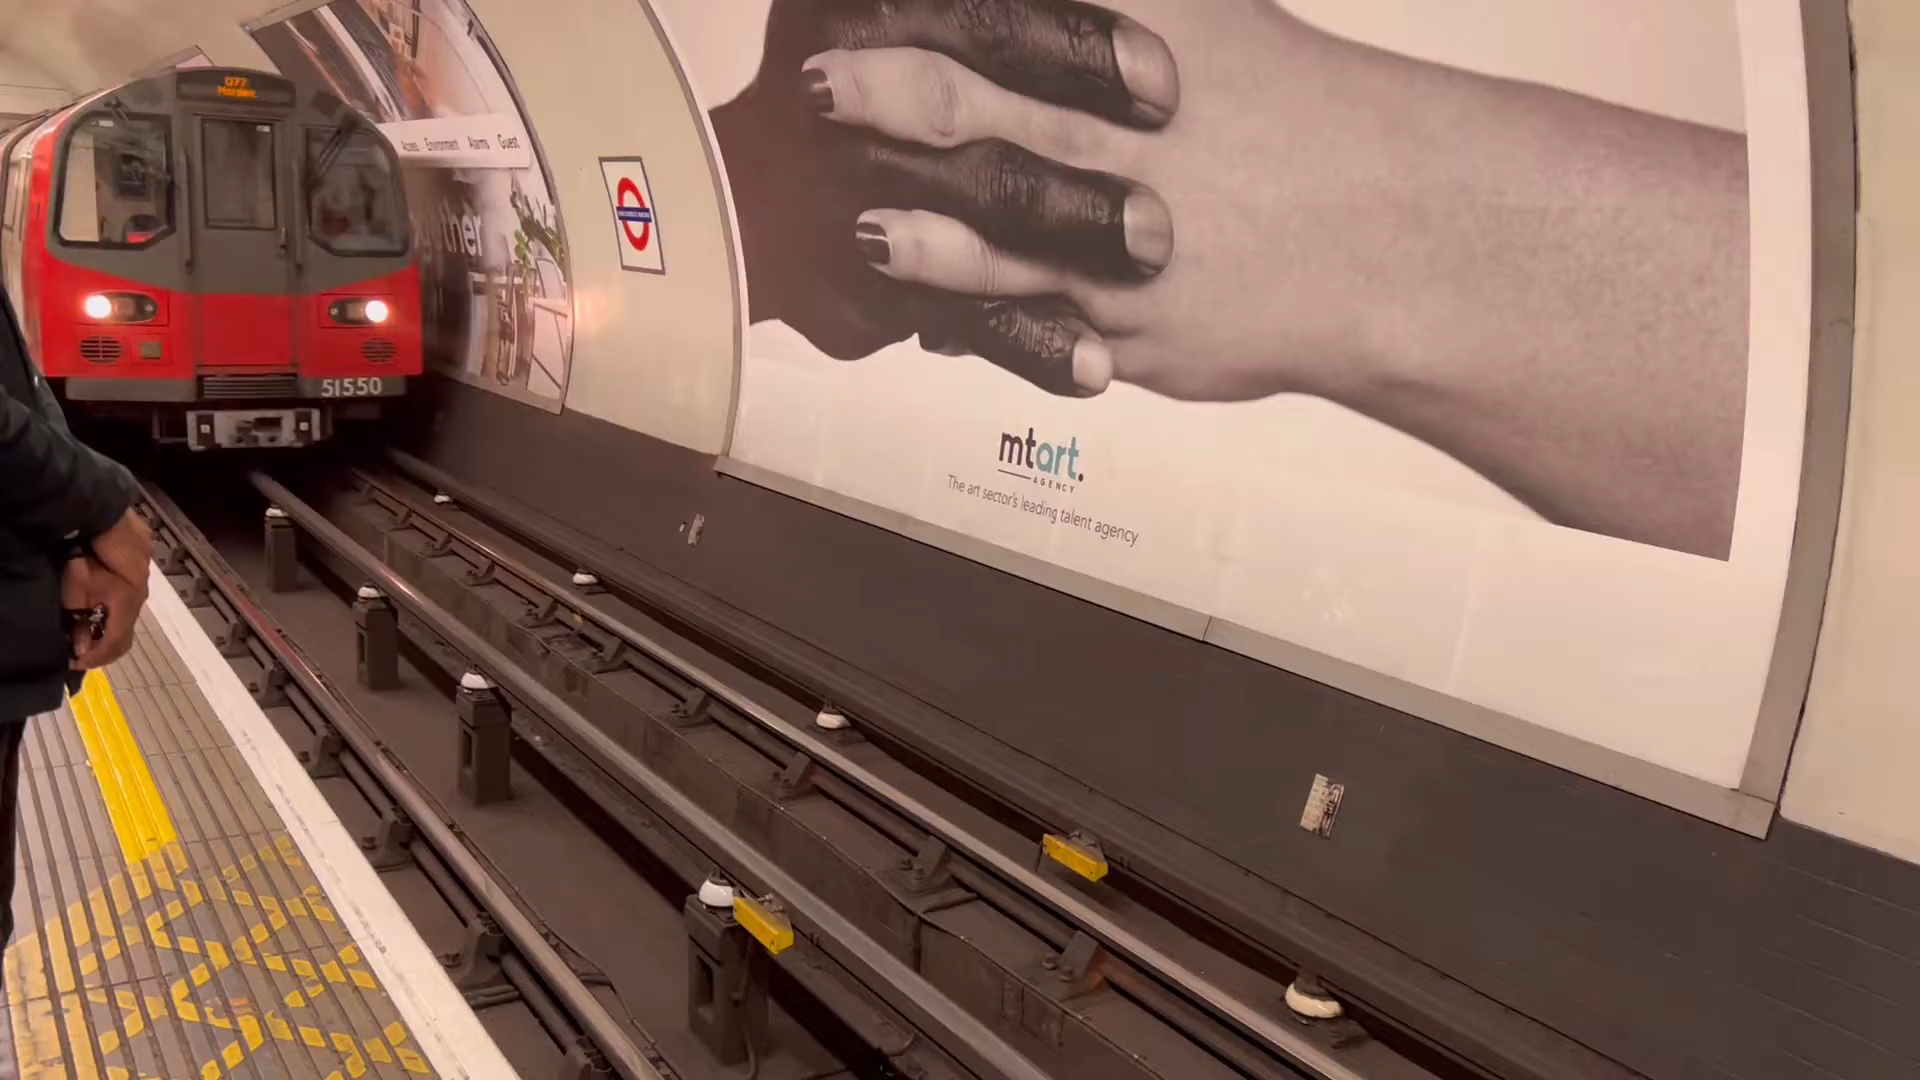 077
Morden
Access Environment Alarms Guest
51550
mtart.
AGENCY
The art sector's leading talent agency